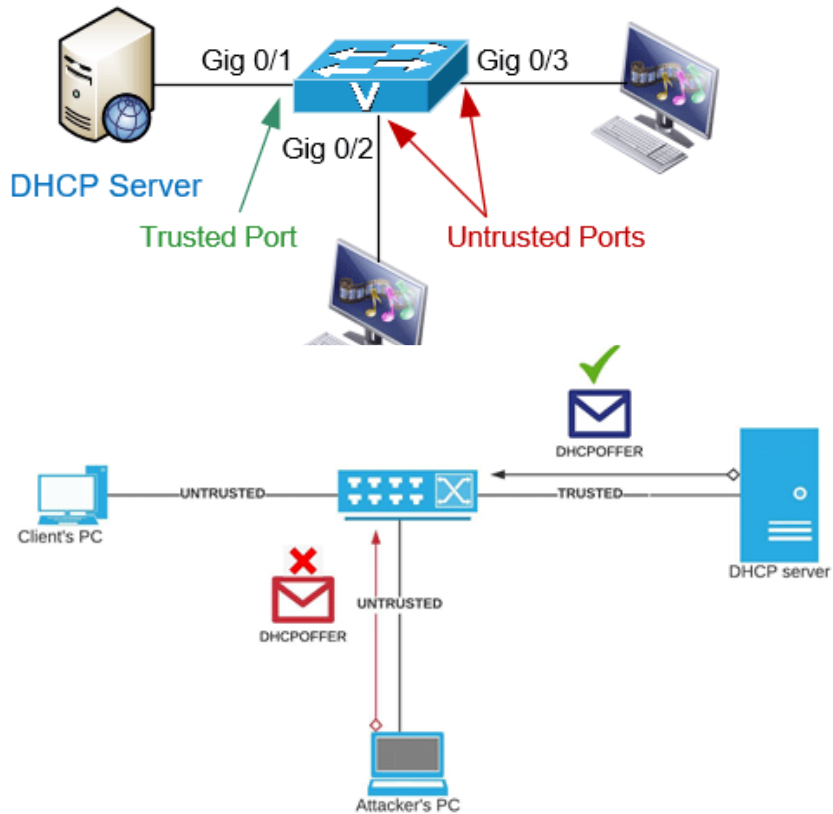 Gig 0/1
Gig 0/3
Gig 0/2
DHCP Server
Trusted Port
Untrusted Ports
DHCPOFFER
UNTRUSTED
TRUSTED
Client's PC
DHCP server
UNTRUSTED
DHCPOFFER
Attacker's PC